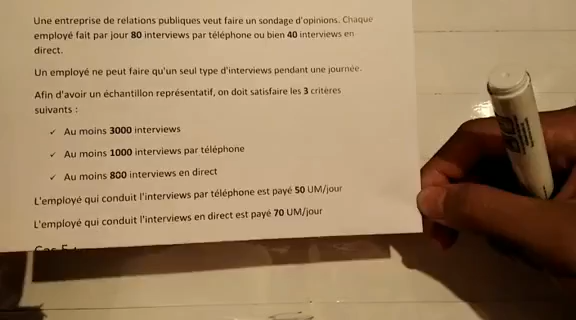 Une entreprise de relations publiques veut faire un sondage d'opinions. Chaque
employé fait par jour 80 interviews par téléphone ou bien 40 interviews en
direct.
Un employé ne peut faire qu'un seul type d'interviews pendant une journée.
Afin d'avoir un échantillon représentatif, on doit satisfaire les 3 critères
suivants :
✓ Au moins 3000 interviews
✓ Au moins 1000 interviews par téléphone
✓ Au moins 800 interviews en direct
L'employé qui conduit l'interviews par téléphone est payé 50 UM/jour
L'employé qui conduit l'interviews en direct est payé 70 UM/jour